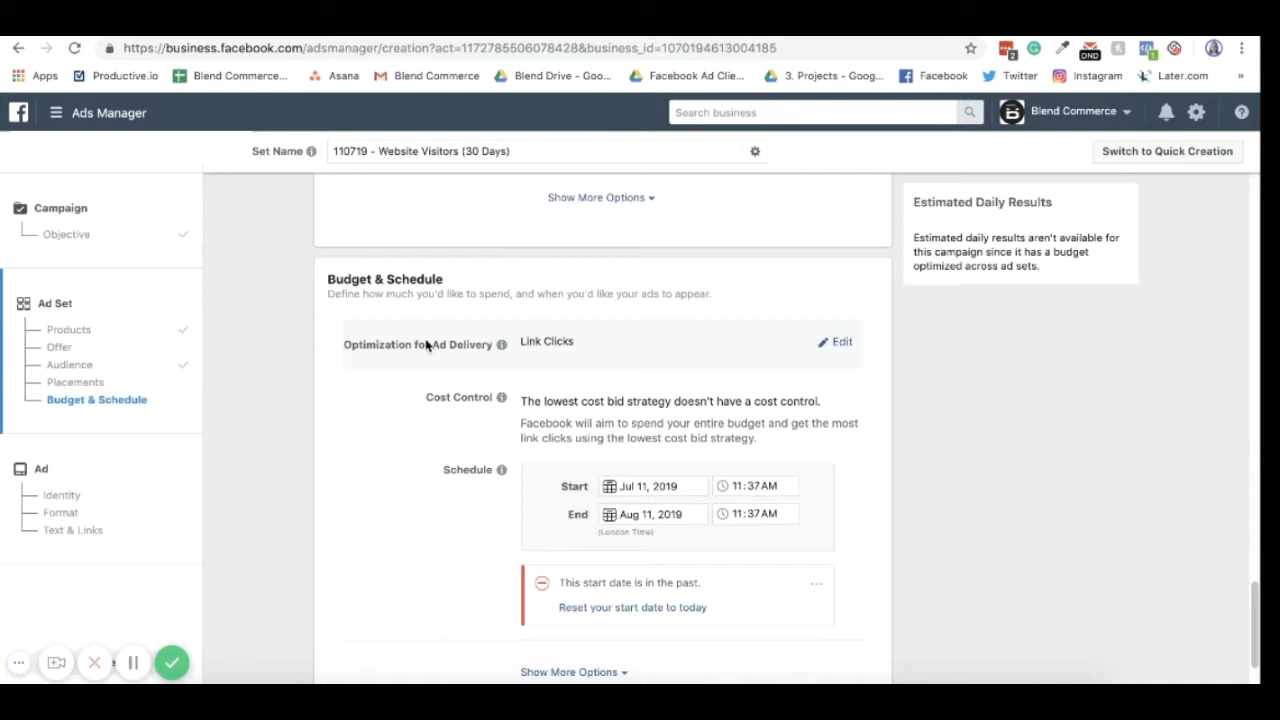 https://business.facebook.com/adsmanager/creation?act=1172785506078428&business_id=1070194613004185
2
DND
1
Apps
Productive.io
Blend Commerce...
Asana
Blend Commerce
Blend Drive - Goo...
Facebook Ad Clie...
3. Projects - Goog...
Facebook
Twitter
Instagram
Later.com
»
Ads Manager
Search business
Blend Commerce
Set Name
110719 - Website Visitors (30 Days)
Switch to Quick Creation
Campaign
Objective
Ad Set
Products
Offer
Audience
Placements
Budget & Schedule
Ad
Identity
Format
Text & Links
Show More Options
Budget & Schedule
Define how much you'd like to spend, and when you'd like your ads to appear.
Optimization for Ad Delivery
Link Clicks
Edit
Cost Control
The lowest cost bid strategy doesn't have a cost control.
Facebook will aim to spend your entire budget and get the most
link clicks using the lowest cost bid strategy.
Schedule
Start
Jul 11, 2019
11:37AM
End
Aug 11, 2019
11:37AM
(London Time)
This start date is in the past.
Reset your start date to today
Show More Options
Estimated Daily Results
Estimated daily results aren't available for
this campaign since it has a budget
optimized across ad sets.